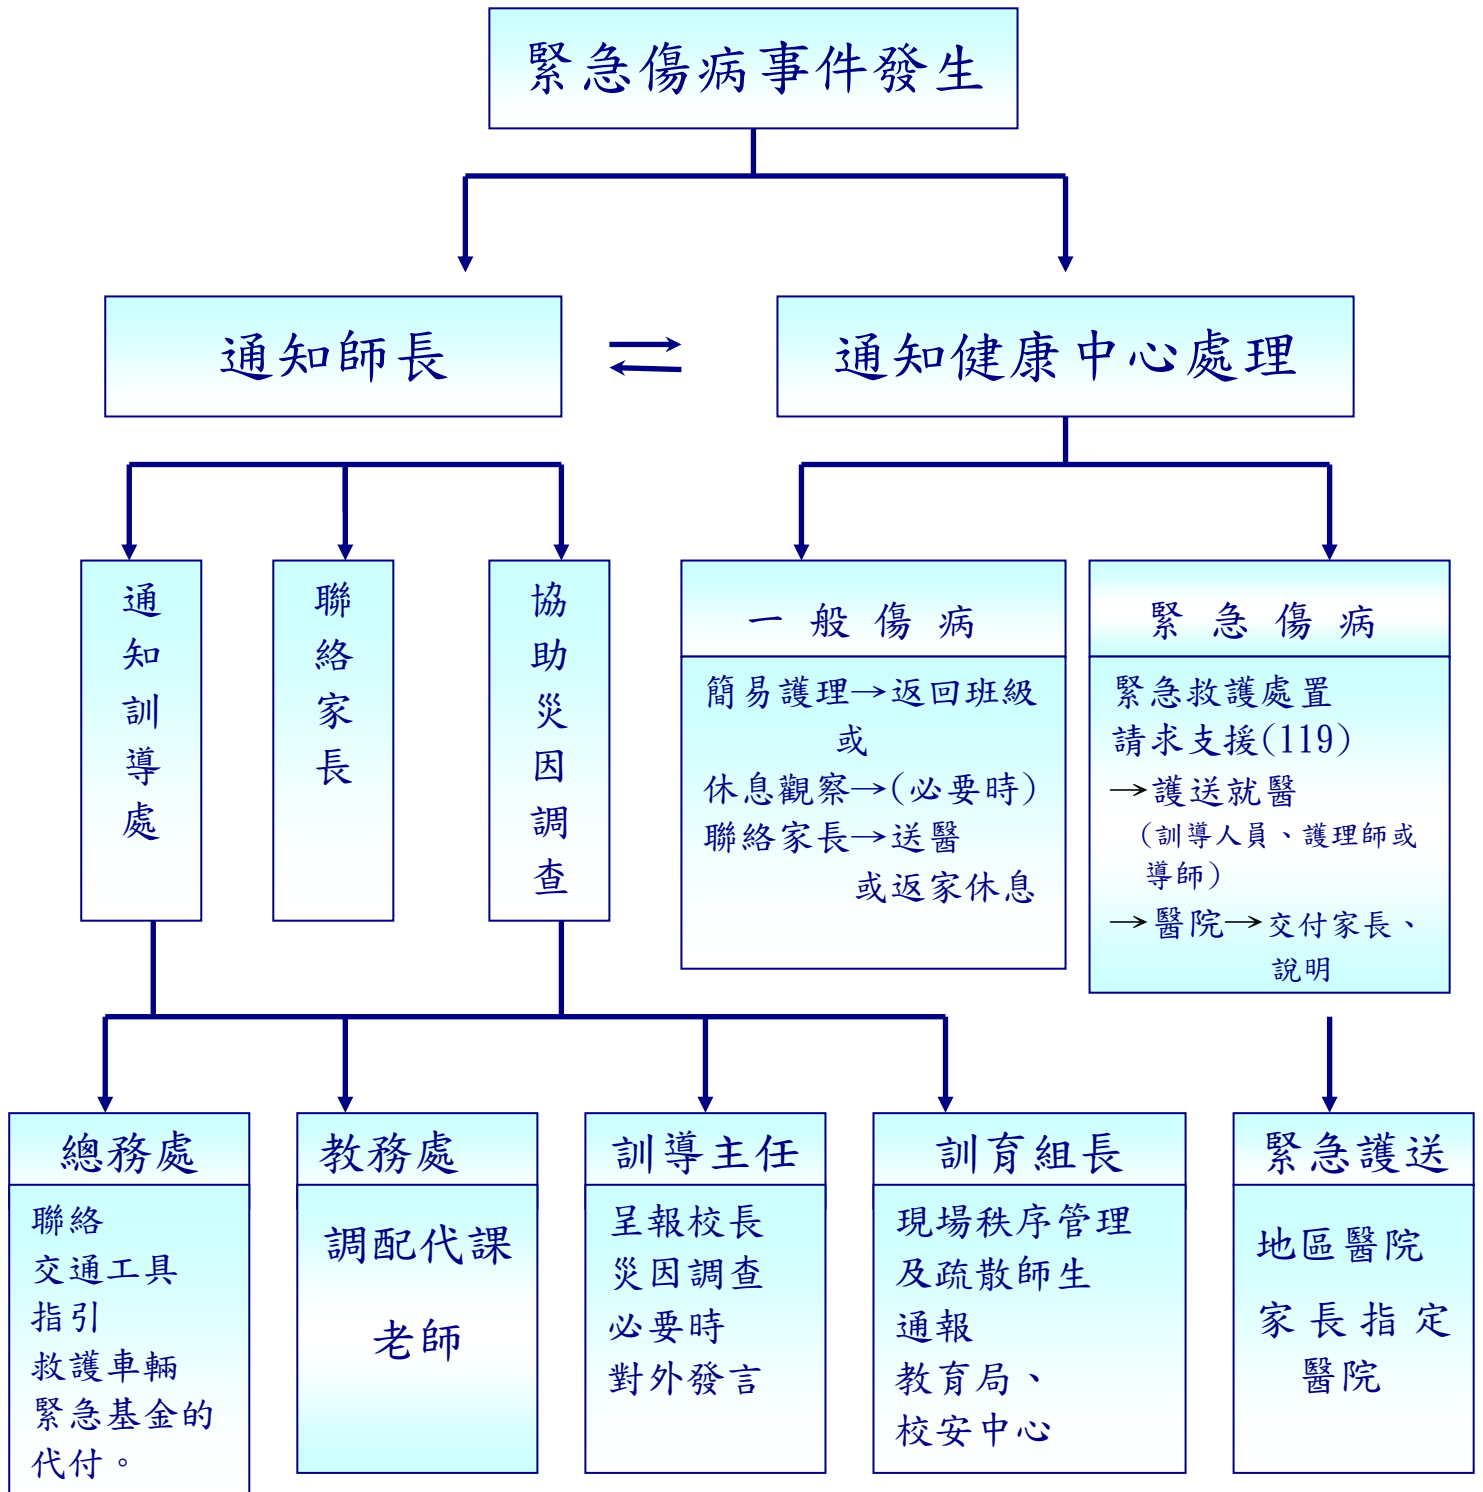 緊急傷病事件發生
通知師長
通知健康中心處理
通知訓導處
聯絡家長
協助災因調查
一般傷病
簡易護理→返回班級
或
休息觀察→(必要時)
聯絡家長→送醫
或返家休息
緊急傷病
緊急救護處置
請求支援(119)
→護送就醫
(訓導人員、護理師或
導師)
→醫院→交付家長、
說明
總務處
聯絡
交通工具
指引
救護車輛
緊急基金的
代付。
教務處
調配代課
老師
訓導主任
呈報校長
災因調查
必要時
對外發言
訓育組長
現場秩序管理
及疏散師生
通報
教育局、
校安中心
緊急護送
地區醫院
家長指定
醫院